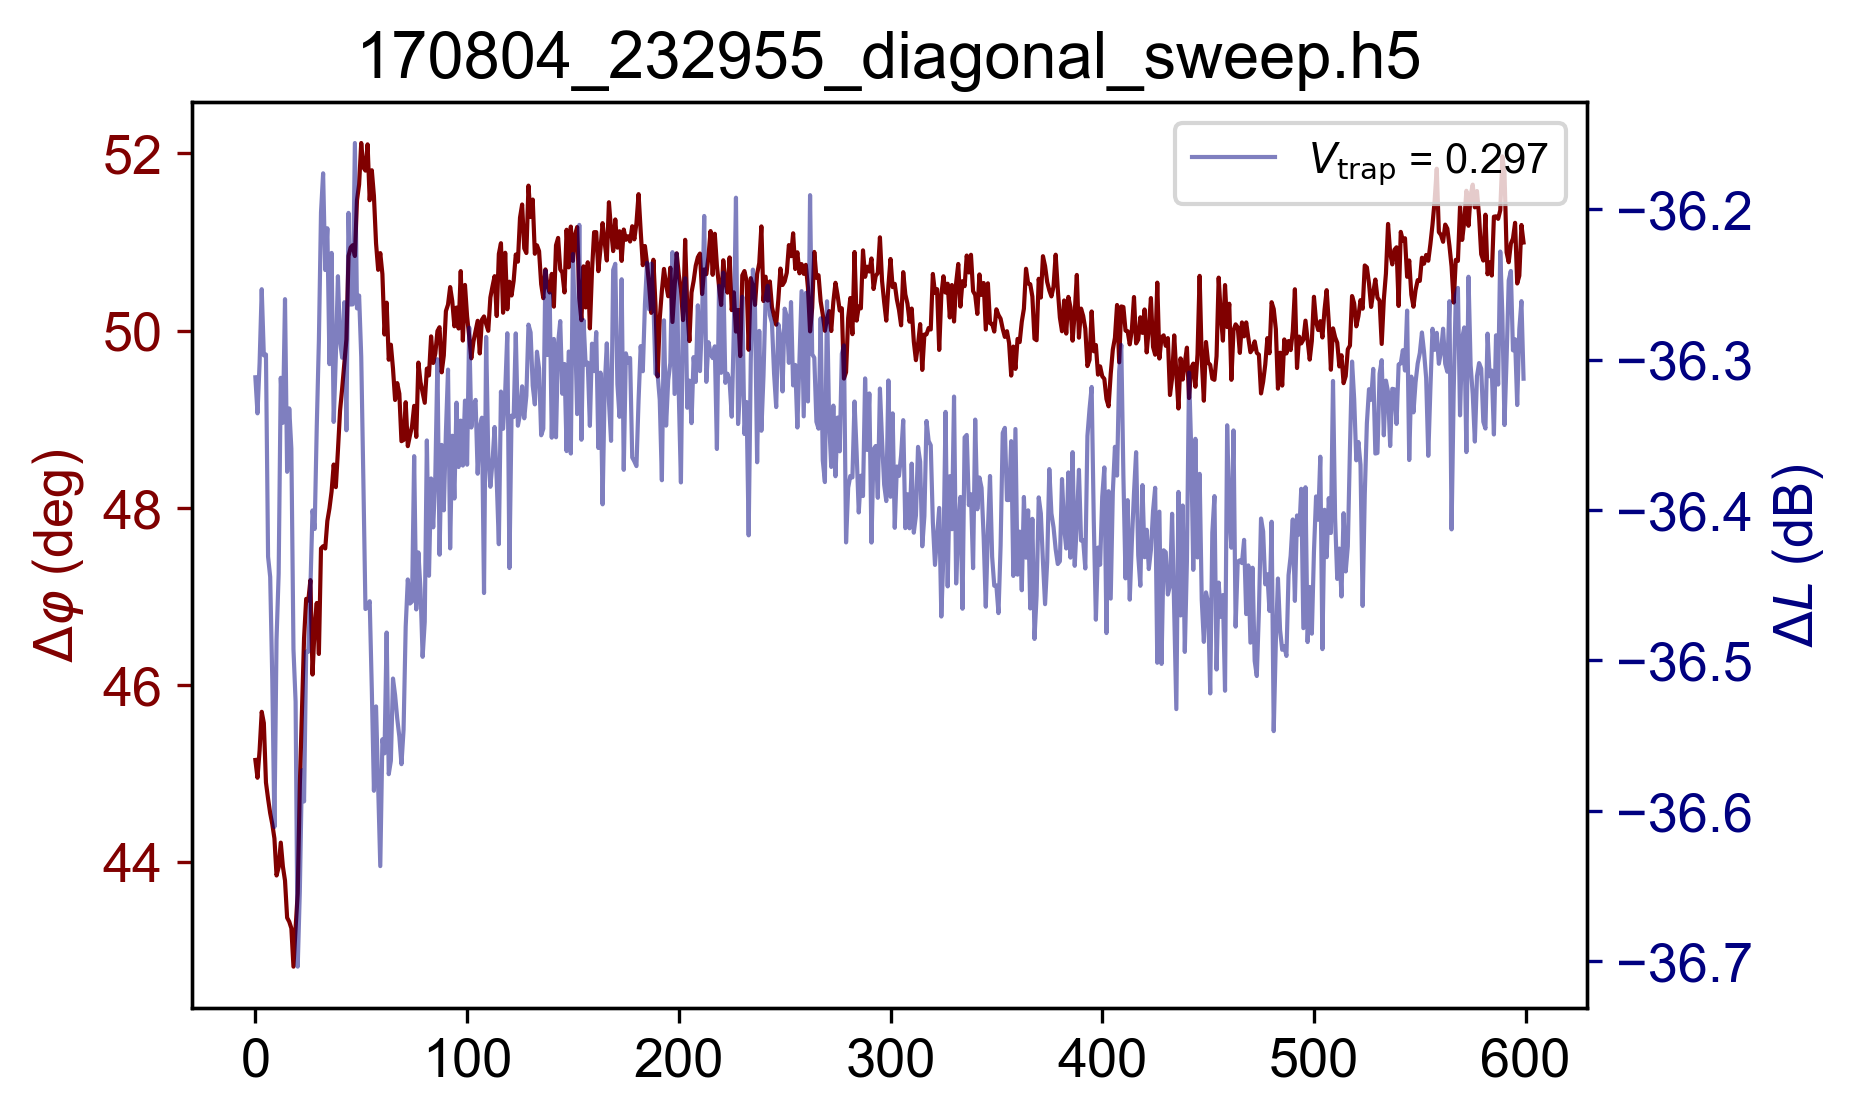 170804_232955_diagonal_sweep.h5
V_trap = 0.297
52
50
48
46
44
Δφ (deg)
−36.2
−36.3
−36.4
−36.5
−36.6
−36.7
ΔL (dB)
0 100 200 300 400 500 600